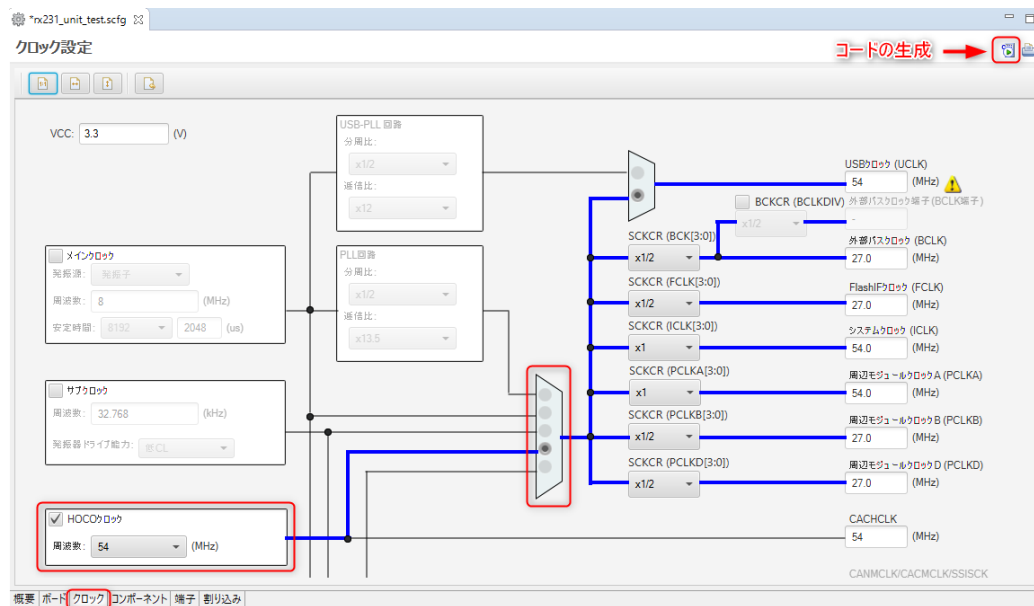 *rx231_unit_test.scfg
クロック設定
コードの生成
VCC: 3.3 (V)
USB-PLL 回路
分周比:
x1/2
逓倍比:
x12
USBクロック (UCLK)
54 (MHz)
BCKCR (BCLKDIV) 外部バスクロック端子(BCLK端子)
x1/2 -
SCKCR (BCK[3:0])
x1/2
外部バスクロック (BCLK)
27.0 (MHz)
メインクロック
発振源: 発振子
周波数: 8 (MHz)
安定時間: 8192 2048 (us)
PLL回路
分周比:
x1/2
逓倍比:
x13.5
SCKCR (FCLK[3:0])
x1/2
FlashIFクロック (FCLK)
27.0 (MHz)
SCKCR (ICLK[3:0])
x1
システムクロック (ICLK)
54.0 (MHz)
SCKCR (PCLKA[3:0])
x1
周辺モジュールクロックA (PCLKA)
54.0 (MHz)
サブクロック
周波数: 32.768 (kHz)
発振器ドライブ能力:
SCKCR (PCLKB[3:0])
x1/2
周辺モジュールクロックB (PCLKB)
27.0 (MHz)
SCKCR (PCLKD[3:0])
x1/2
周辺モジュールクロックD (PCLKD)
27.0 (MHz)
HOCOクロック
周波数: 54 (MHz)
CACHCLK
54 (MHz)
CANMCLK/CACMCLK/SSISCK
概要 ボード クロック コンポーネント 端子 割り込み